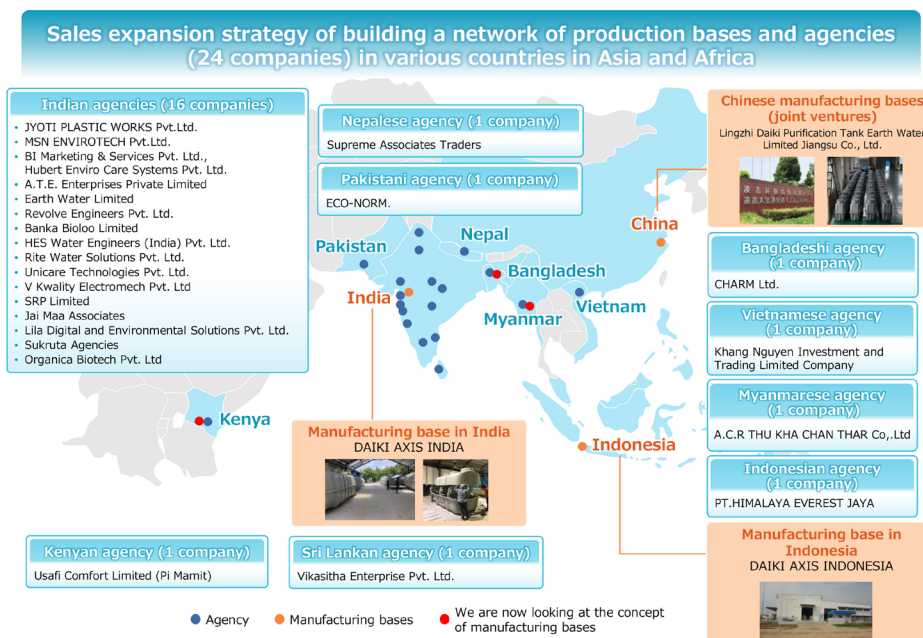 Sales expansion strategy of building a network of production bases and agencies
(24 companies) in various countries in Asia and Africa
Indian agencies (16 companies)
• JYOTI PLASTIC WORKS Pvt.Ltd.
• MSN ENVIROTECH Pvt.Ltd.
• BI Marketing & Services Pvt. Ltd.,
Hubert Enviro Care Systems Pvt. Ltd.
• A.T.E. Enterprises Private Limited
• Earth Water Limited
• Revolve Engineers Pvt. Ltd.
• Banka Bioloo Limited
• HES Water Engineers (India) Pvt. Ltd.
• Rite Water Solutions Pvt. Ltd.
• Unicare Technologies Pvt. Ltd.
• V Kwality Electromech Pvt. Ltd
• SRP Limited
• Jai Maa Associates
• Lila Digital and Environmental Solutions Pvt. Ltd.
• Sukruta Agencies
• Organica Biotech Pvt. Ltd
Nepalese agency (1 company)
Supreme Associates Traders
Pakistani agency (1 company)
ECO-NORM.
Chinese manufacturing bases
(joint ventures)
Lingzhi Daiki Purification Tank Earth Water
Limited Jiangsu Co., Ltd.
China
Pakistan
Nepal
Bangladesh
India
Myanmar
Vietnam
Kenya
Indonesia
Bangladeshi agency
(1 company)
CHARM Ltd.
Vietnamese agency
(1 company)
Khang Nguyen Investment and
Trading Limited Company
Myanmarese agency
(1 company)
A.C.R THU KHA CHAN THAR Co,.Ltd
Indonesian agency
(1 company)
PT.HIMALAYA EVEREST JAYA
Manufacturing base in India
DAIKI AXIS INDIA
Manufacturing base in
Indonesia
DAIKI AXIS INDONESIA
Kenyan agency (1 company)
Usafi Comfort Limited (Pi Mamit)
Sri Lankan agency (1 company)
Vikasitha Enterprise Pvt. Ltd.
Agency
Manufacturing bases
We are now looking at the concept
of manufacturing bases